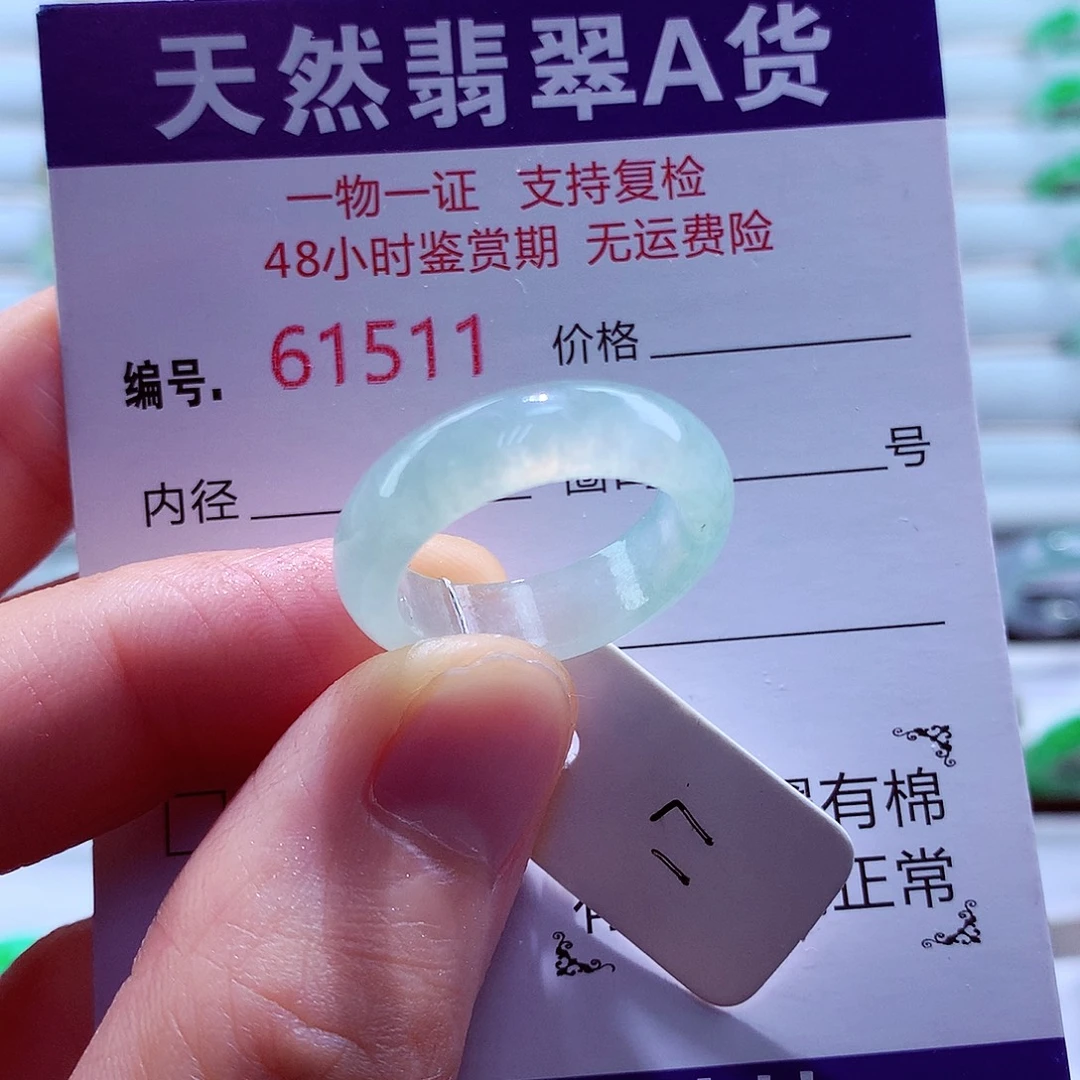 天然翡翠A货
一物一证 支持复检
48小时鉴赏期 无运费险
编号. 61511 价格
内径 号
有棉
正常
17